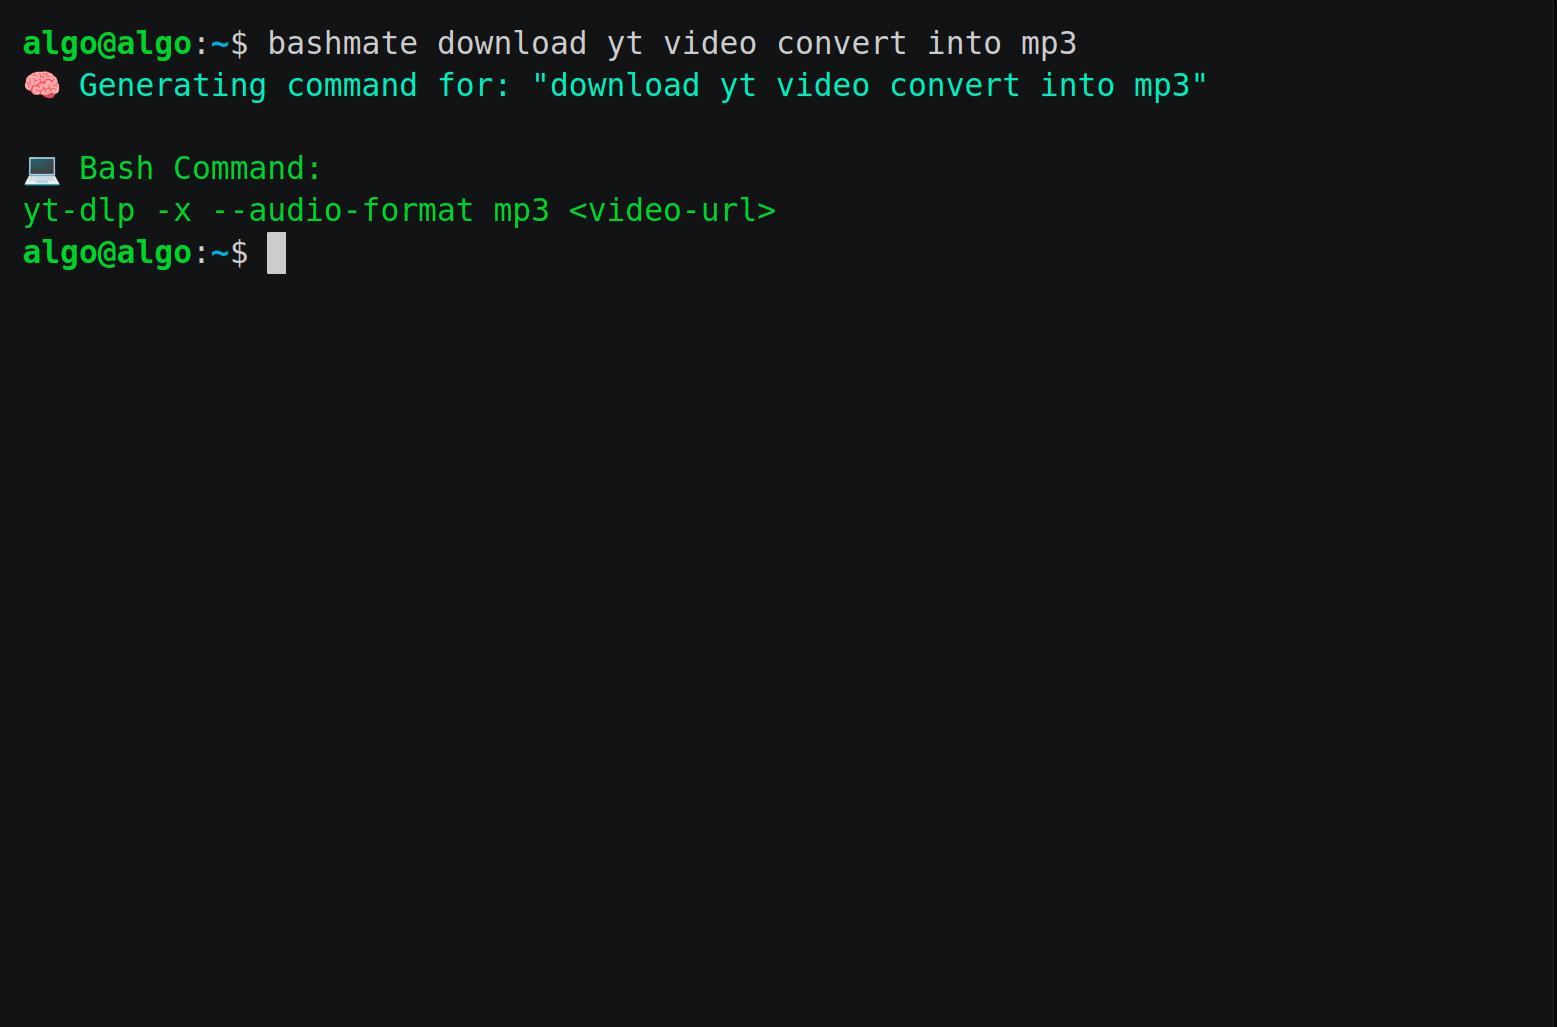 algo@algo:~$ bashmate download yt video convert into mp3
🧠 Generating command for: "download yt video convert into mp3"
💻 Bash Command:
yt-dlp -x --audio-format mp3 <video-url>
algo@algo:~$